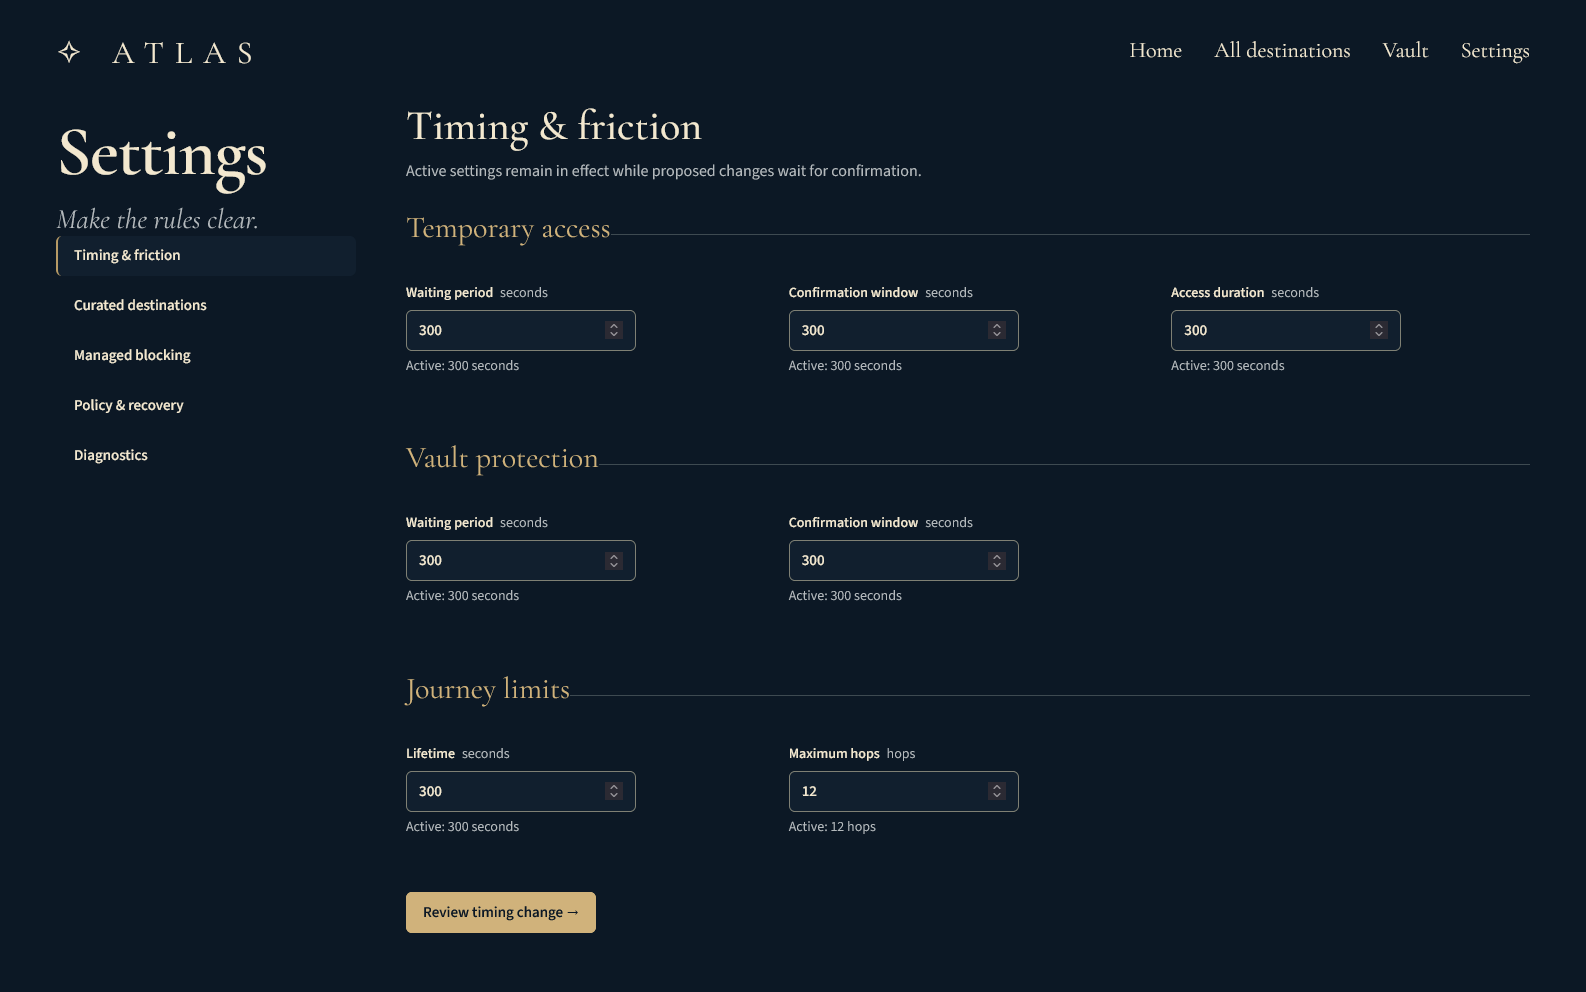 ✧ ATLAS
Home All destinations Vault Settings
Settings
Make the rules clear.
Timing & friction
Curated destinations
Managed blocking
Policy & recovery
Diagnostics
Timing & friction
Active settings remain in effect while proposed changes wait for confirmation.
Temporary access
Waiting period seconds
300
Active: 300 seconds
Confirmation window seconds
300
Active: 300 seconds
Access duration seconds
300
Active: 300 seconds
Vault protection
Waiting period seconds
300
Active: 300 seconds
Confirmation window seconds
300
Active: 300 seconds
Journey limits
Lifetime seconds
300
Active: 300 seconds
Maximum hops hops
12
Active: 12 hops
Review timing change →